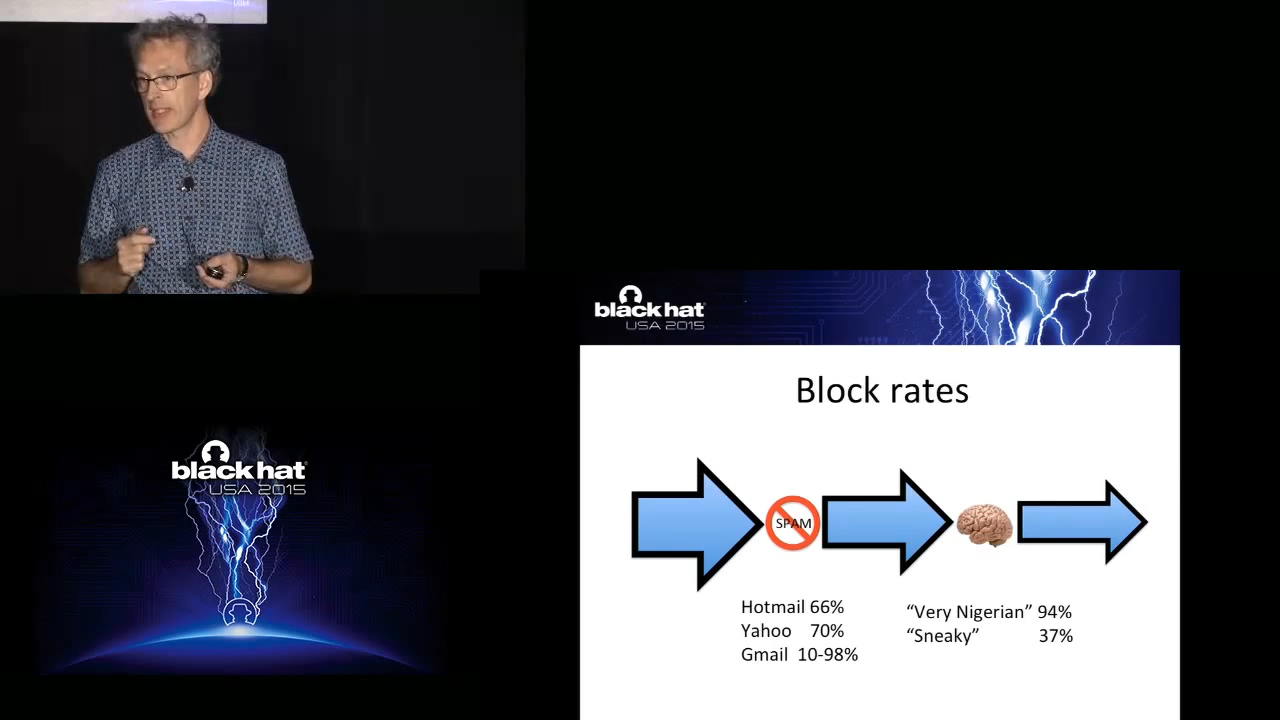 black hat
USA 2015
Block rates
SPAM
Hotmail 66%
Yahoo 70%
Gmail 10-98%
“Very Nigerian” 94%
“Sneaky” 37%
black hat
USA 2015